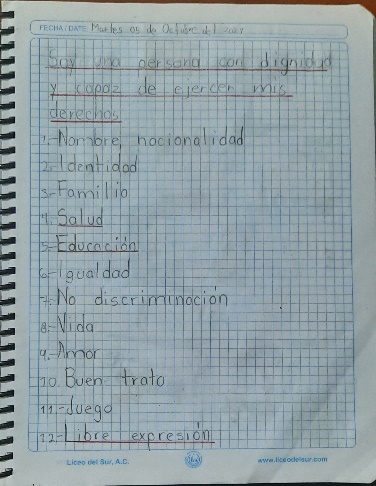 FECHA/DATE Martes 05 de Octubre del 2021
Soy una persona con dignidad
y capaz de ejercer mis
derechos
1.-Nombre, nacionalidad
2.-Identidad
3.-Familia
4.-Salud
5.-Educación
6.-Igualdad
7.-No discriminación
8.-Vida
9.-Amor
10.Buen trato
11.-Juego
12.-Libre expresión
Liceo del Sur, A.C. www.liceodelsur.com